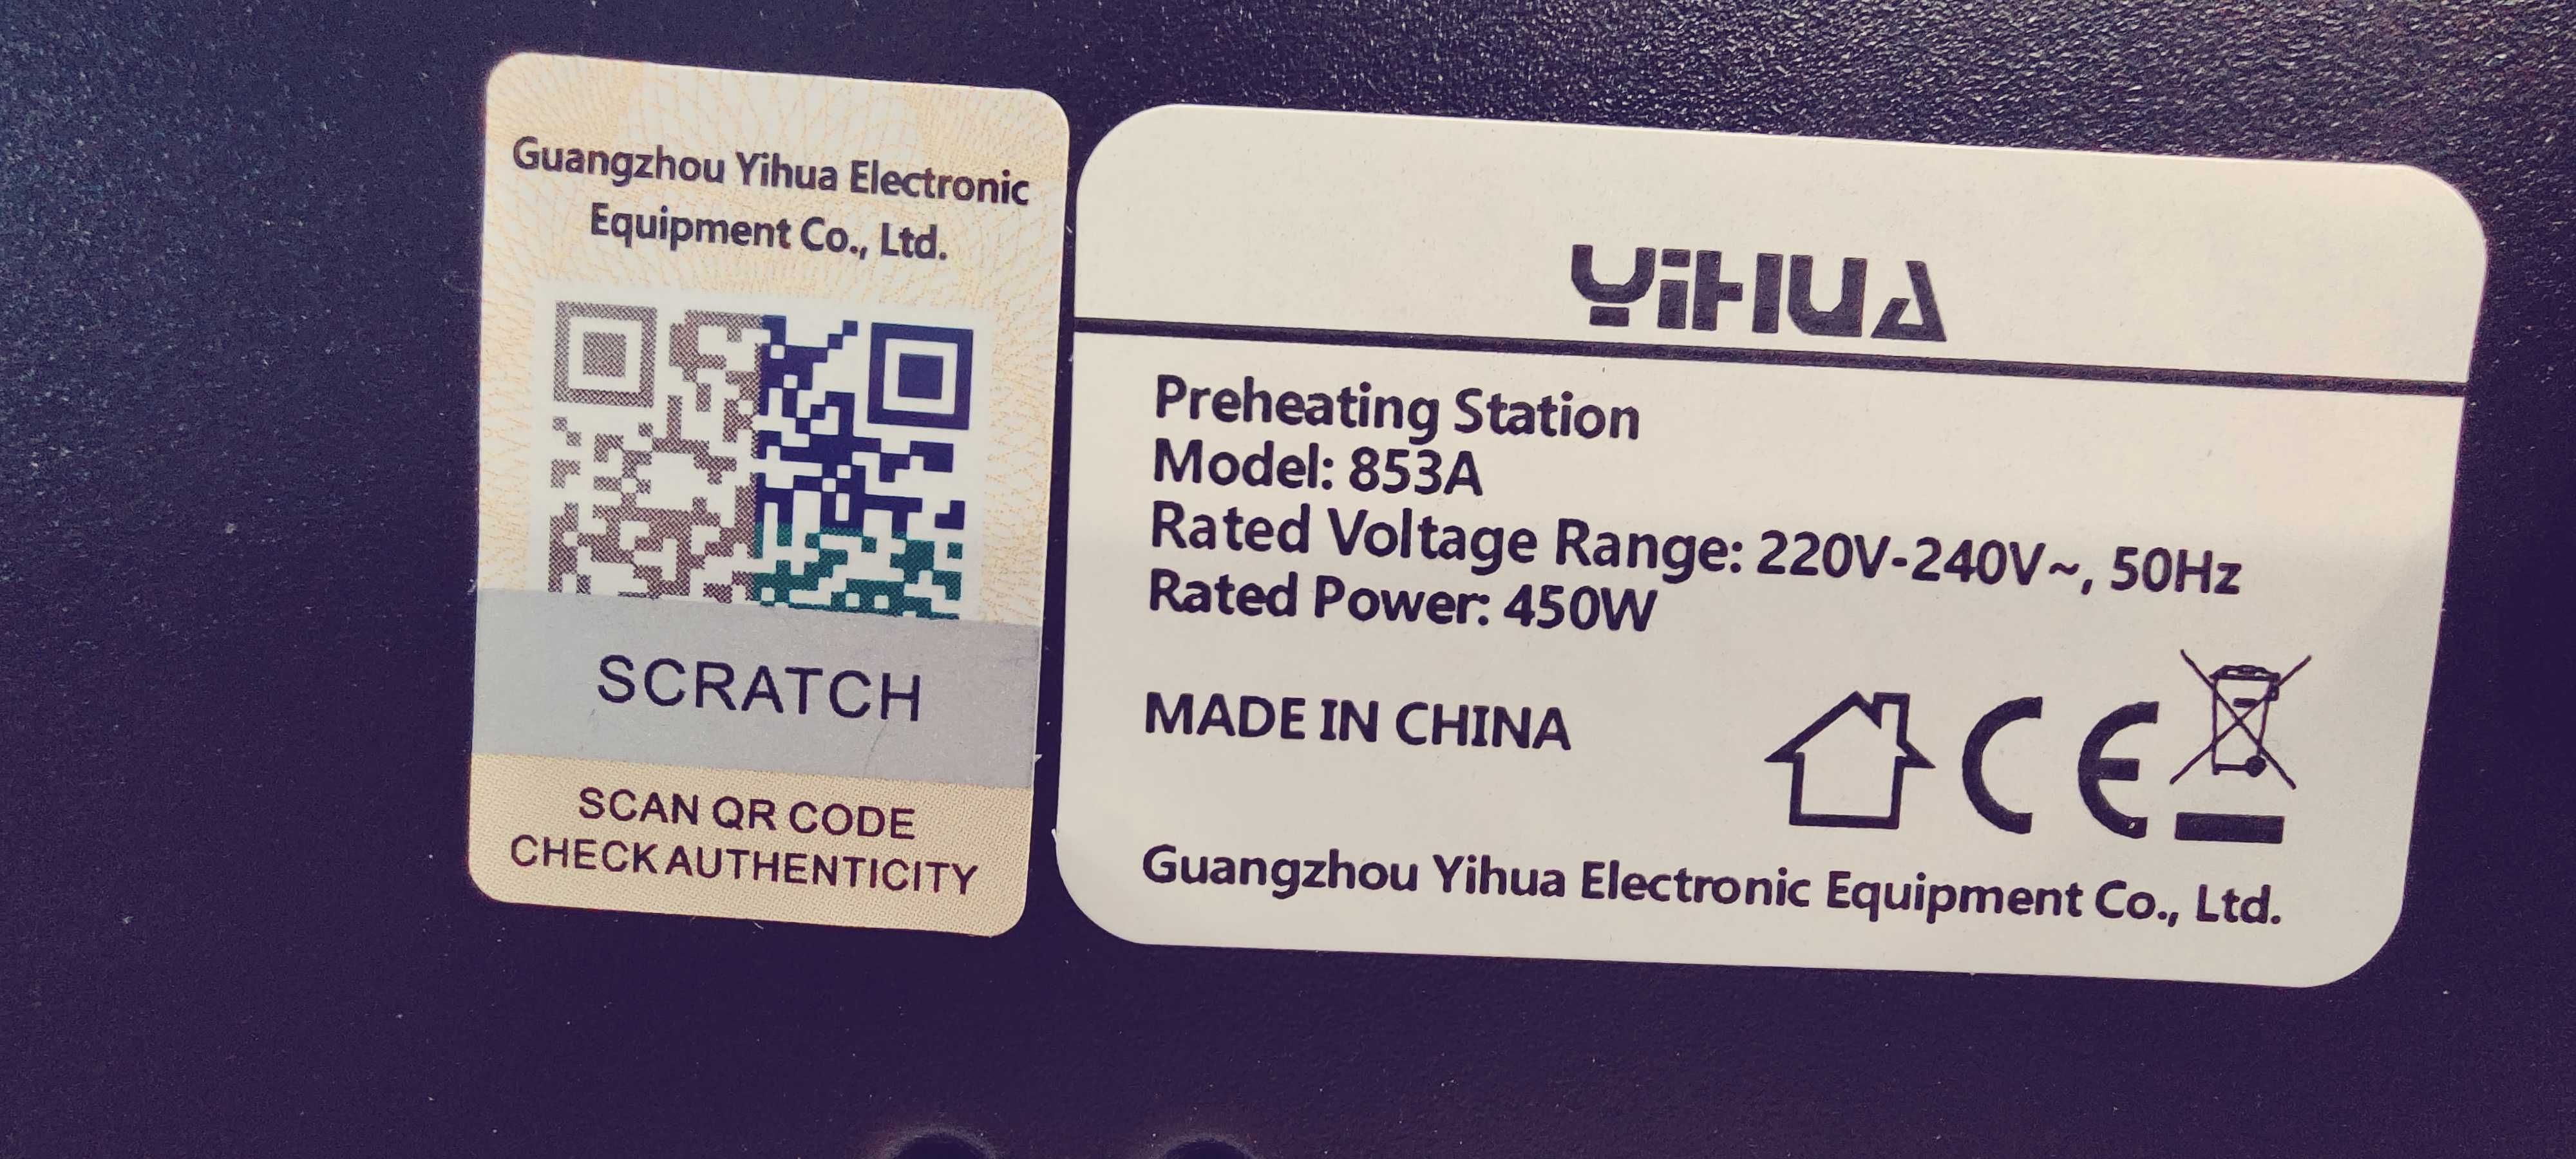 Guangzhou Yihua Electronic
Equipment Co., Ltd.
SCRATCH
SCAN QR CODE
CHECK AUTHENTICITY
YIHUA
Preheating Station
Model: 853A
Rated Voltage Range: 220V-240V~, 50Hz
Rated Power: 450W
MADE IN CHINA
CE
Guangzhou Yihua Electronic Equipment Co., Ltd.